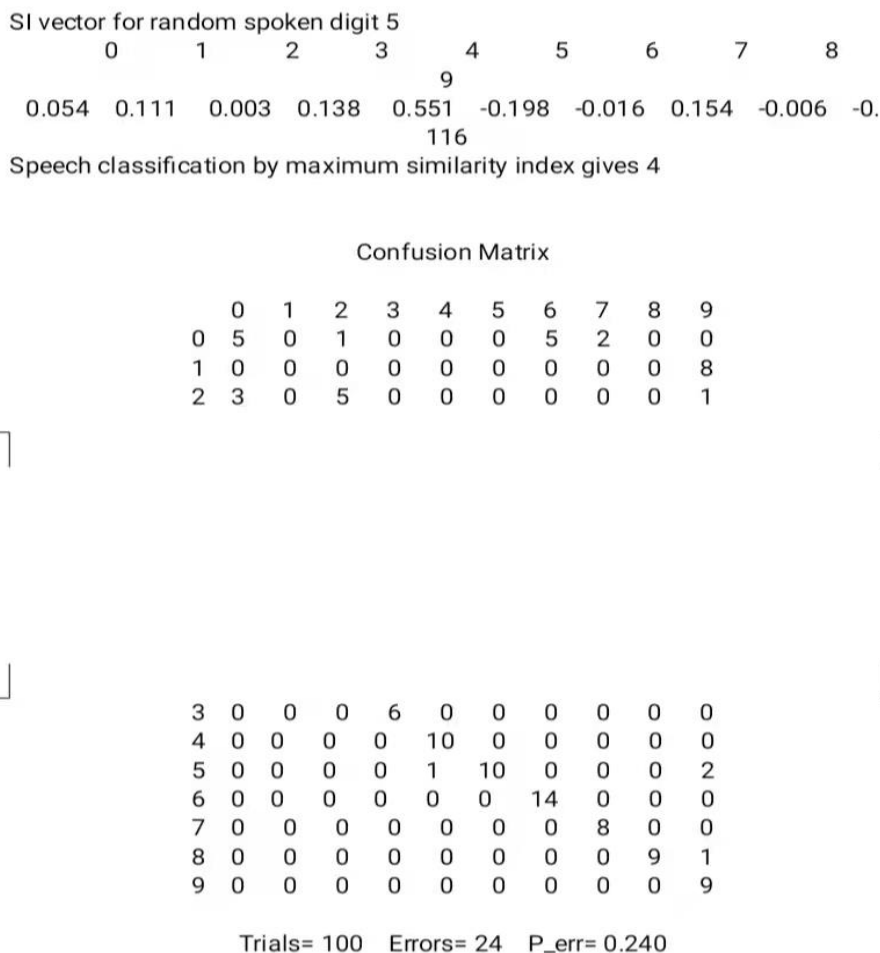 SI vector for random spoken digit 5
0 1 2 3 4 5 6 7 8
9
0.054 0.111 0.003 0.138 0.551 -0.198 -0.016 0.154 -0.006 -0.
116
Speech classification by maximum similarity index gives 4
Confusion Matrix
0 1 2 3 4 5 6 7 8 9
0 5 0 1 0 0 0 5 2 0 0
1 0 0 0 0 0 0 0 0 0 8
2 3 0 5 0 0 0 0 0 0 1
3 0 0 0 6 0 0 0 0 0 0
4 0 0 0 0 10 0 0 0 0 0
5 0 0 0 0 1 10 0 0 0 2
6 0 0 0 0 0 0 14 0 0 0
7 0 0 0 0 0 0 0 8 0 0
8 0 0 0 0 0 0 0 0 9 1
9 0 0 0 0 0 0 0 0 0 9
Trials= 100 Errors= 24 P_err= 0.240